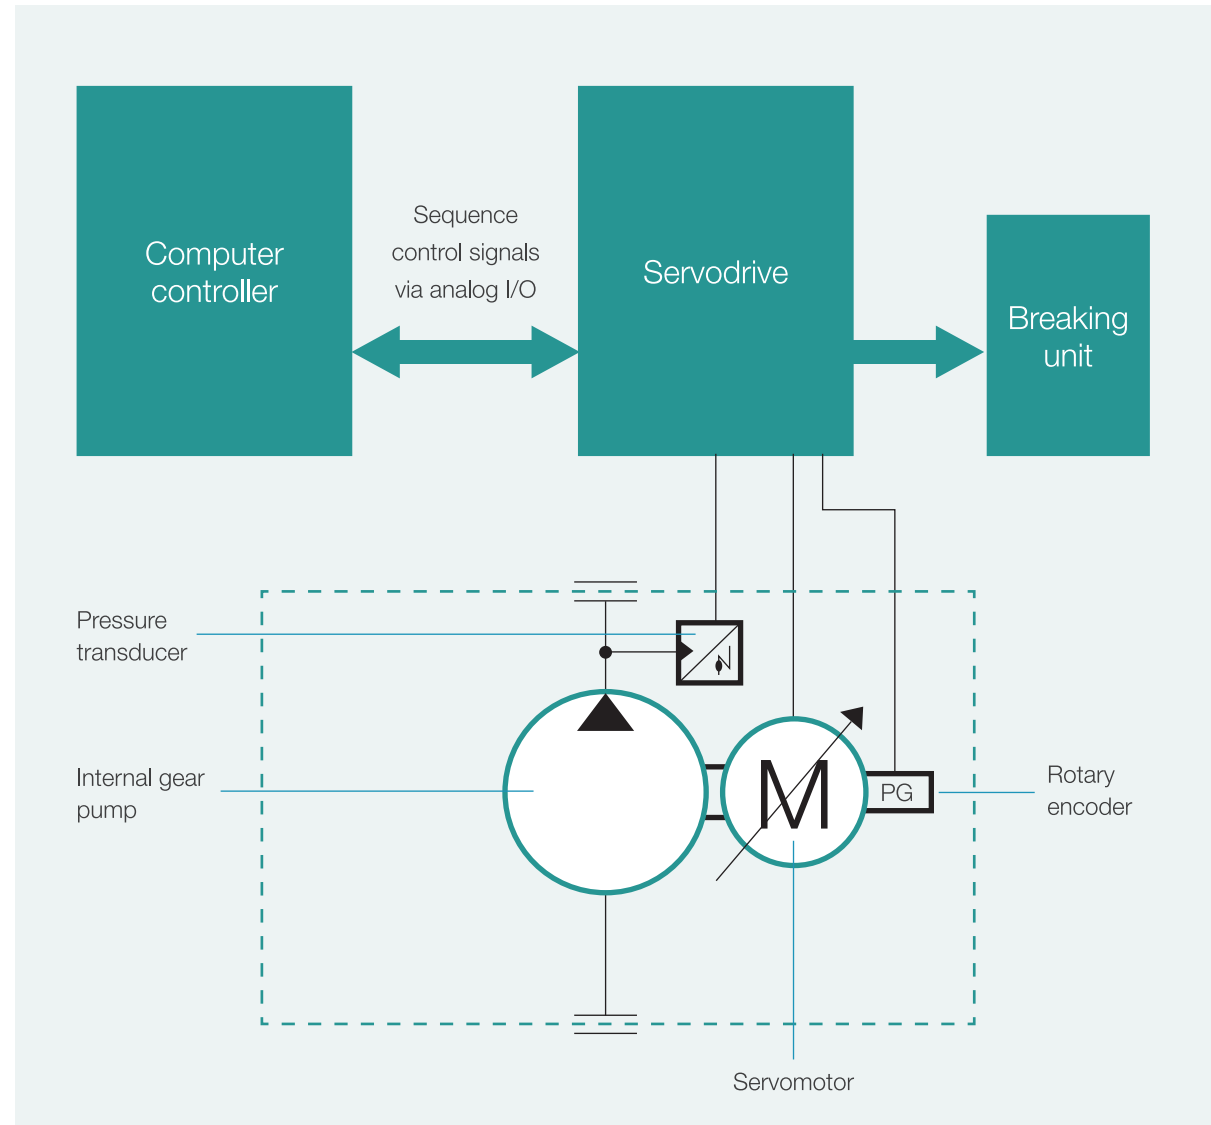 Computer
controller
Sequence
control signals
via analog I/O
Servodrive
Breaking
unit
Pressure
transducer
Internal gear
pump
M
PG
Rotary
encoder
Servomotor